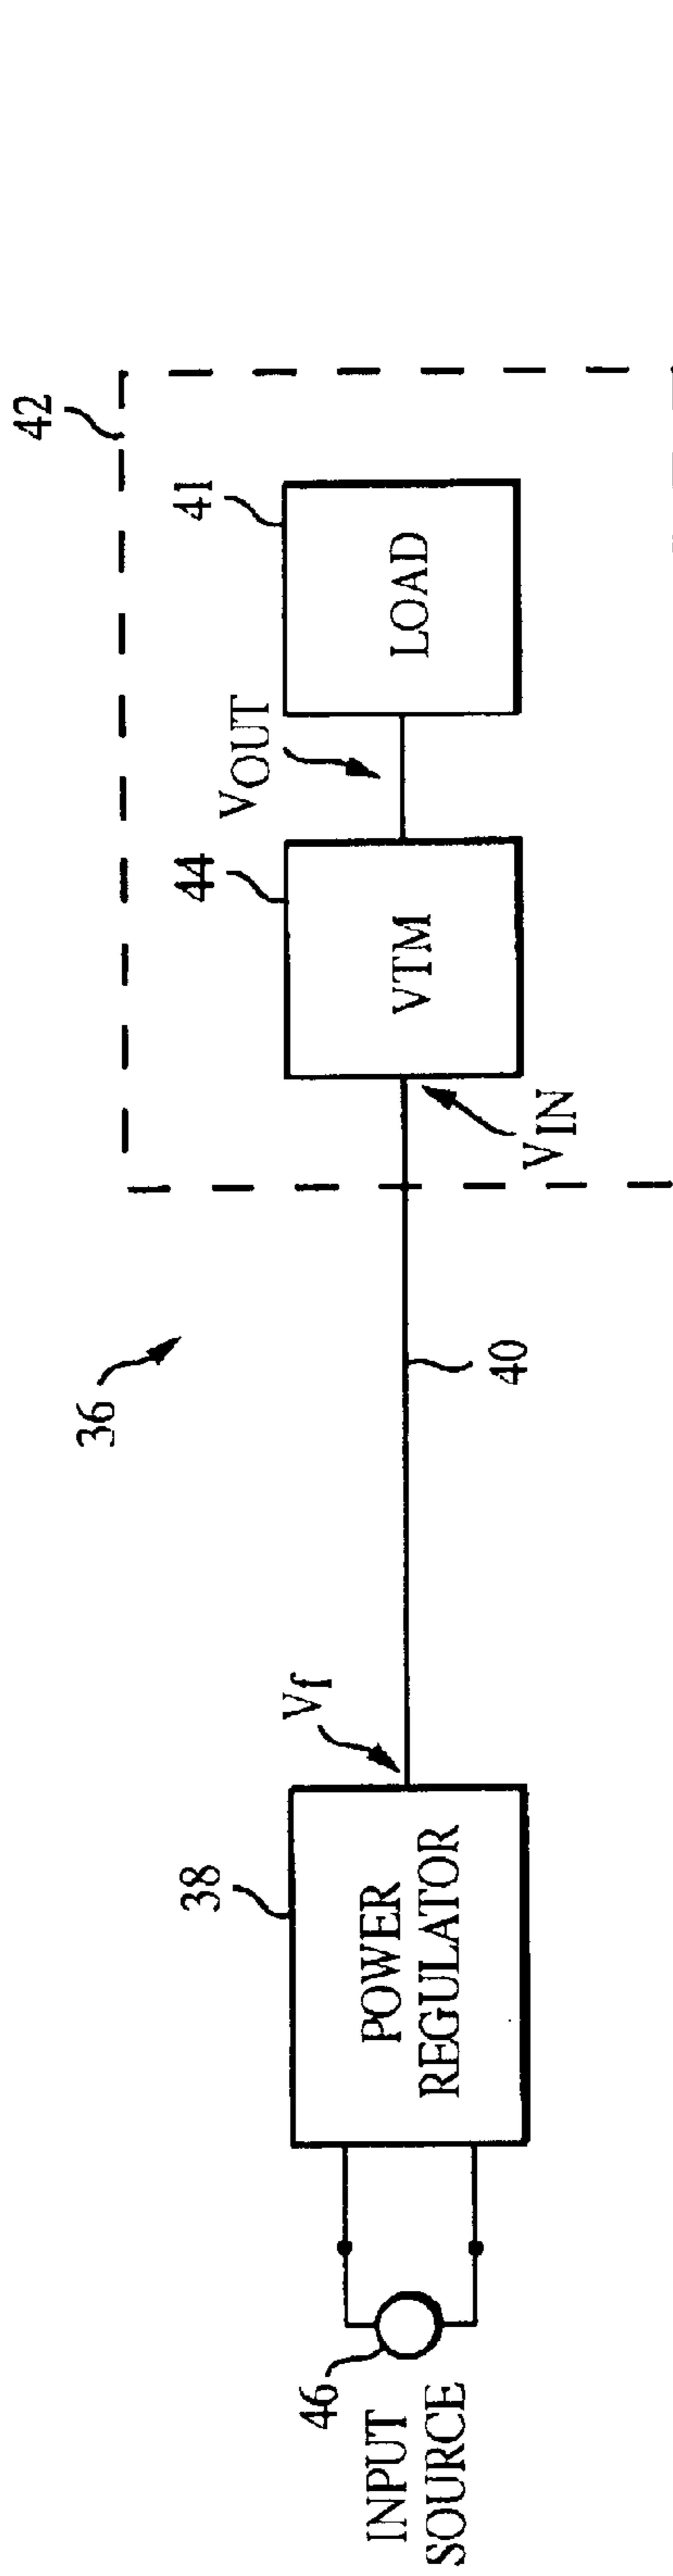 42
41
LOAD
VOUT
44
VTM
VIN
36
40
Vf
38
POWER
REGULATOR
46
INPUT
SOURCE